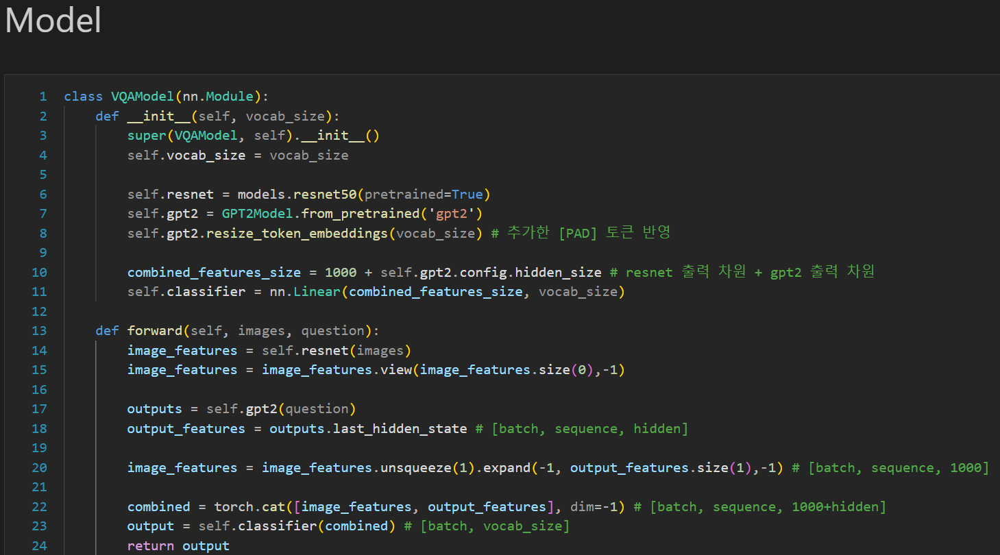 Model
1 class VQAModel(nn.Module):
2     def __init__(self, vocab_size):
3         super(VQAModel, self).__init__()
4         self.vocab_size = vocab_size
5
6         self.resnet = models.resnet50(pretrained=True)
7         self.gpt2 = GPT2Model.from_pretrained('gpt2')
8         self.gpt2.resize_token_embeddings(vocab_size) # 추가한 [PAD] 토큰 반영
9
10         combined_features_size = 1000 + self.gpt2.config.hidden_size # resnet 출력 차원 + gpt2 출력 차원
11         self.classifier = nn.Linear(combined_features_size, vocab_size)
12
13     def forward(self, images, question):
14         image_features = self.resnet(images)
15         image_features = image_features.view(image_features.size(0),-1)
16
17         outputs = self.gpt2(question)
18         output_features = outputs.last_hidden_state # [batch, sequence, hidden]
19
20         image_features = image_features.unsqueeze(1).expand(-1, output_features.size(1),-1) # [batch, sequence, 1000]
21
22         combined = torch.cat([image_features, output_features], dim=-1) # [batch, sequence, 1000+hidden]
23         output = self.classifier(combined) # [batch, vocab_size]
24         return output